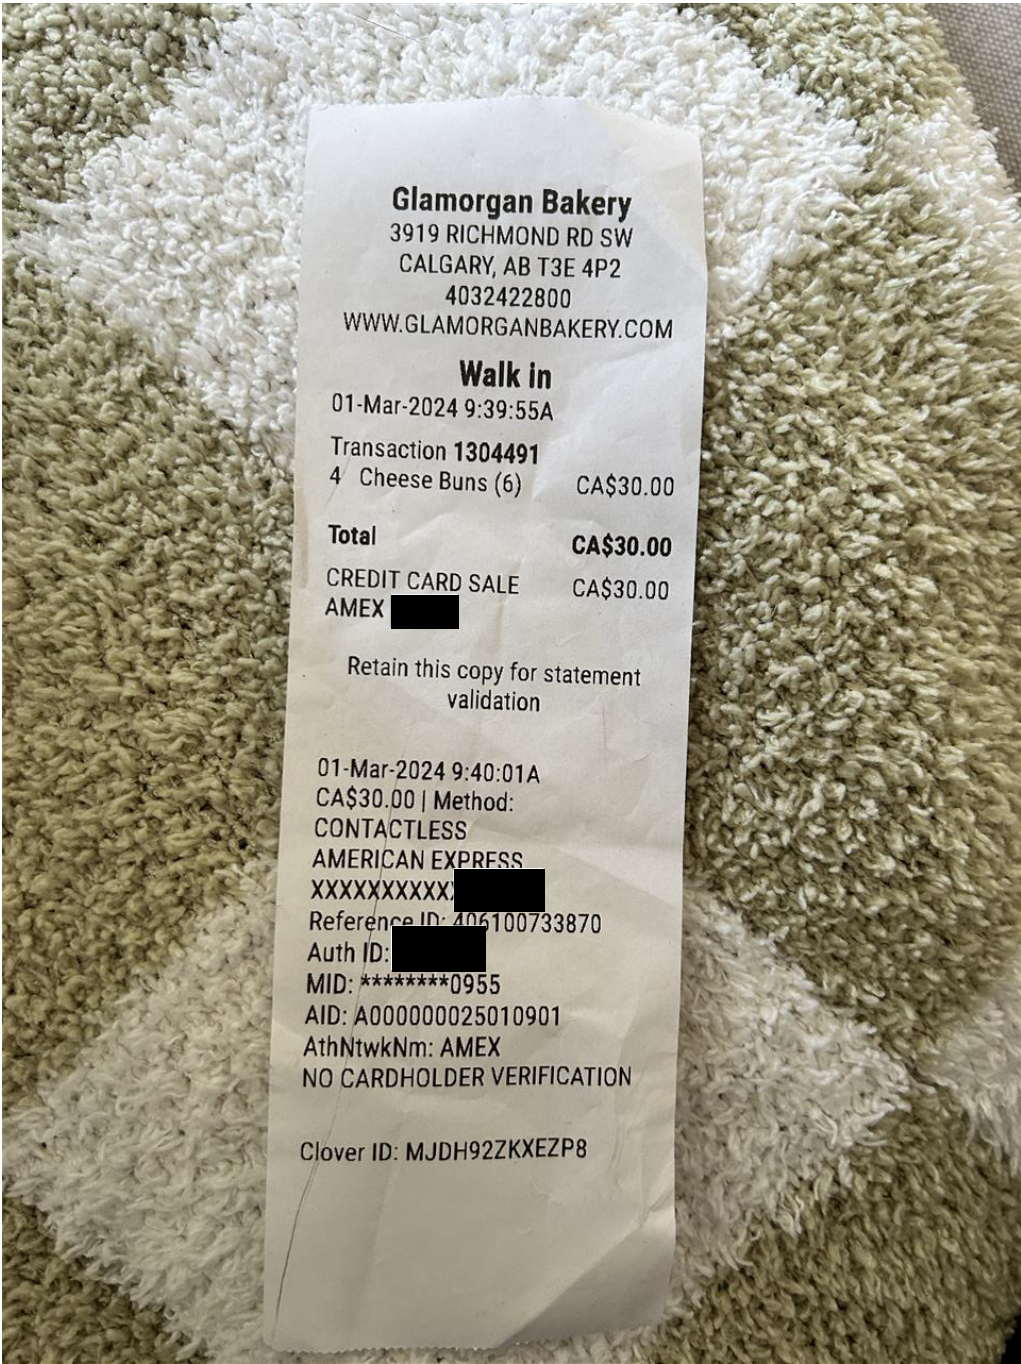 Glamorgan Bakery
3919 RICHMOND RD SW
CALGARY, AB T3E 4P2
4032422800
WWW.GLAMORGANBAKERY.COM
Walk in
01-Mar-2024 9:39:55A
Transaction 1304491
4 Cheese Buns (6) CA$30.00
Total CA$30.00
CREDIT CARD SALE CA$30.00
AMEX
Retain this copy for statement
validation
01-Mar-2024 9:40:01A
CA$30.00 | Method:
CONTACTLESS
AMERICAN EXPRESS
XXXXXXXXXXX
Reference ID: 406100733870
Auth ID:
MID: ********0955
AID: A000000025010901
AthNtwkNm: AMEX
NO CARDHOLDER VERIFICATION
Clover ID: MJDH92ZKXEZP8